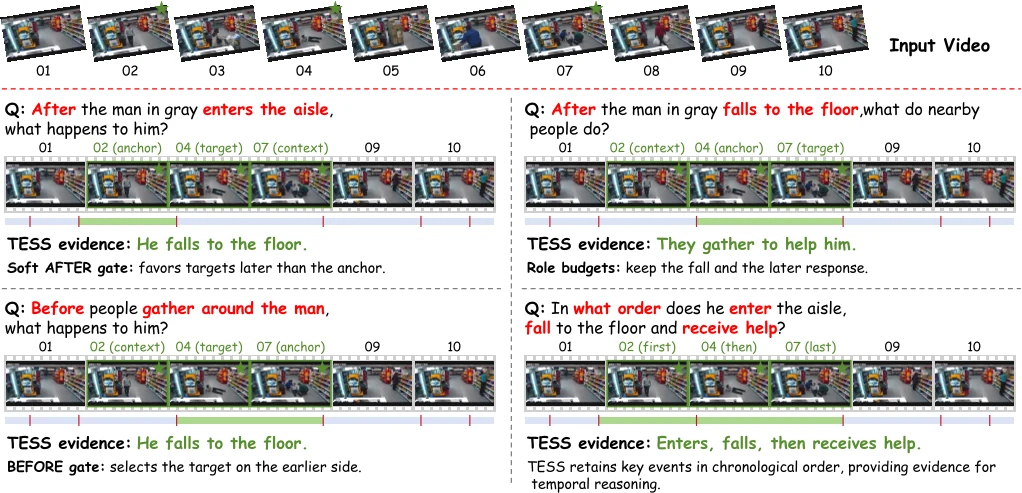 01 02 03 04 05 06 07 08 09 10
Input Video
Q: After the man in gray enters the aisle,
what happens to him?
01 02 (anchor) 04 (target) 07 (context) 09 10
TESS evidence: He falls to the floor.
Soft AFTER gate: favors targets later than the anchor.
Q: After the man in gray falls to the floor,what do nearby
people do?
01 02 (context) 04 (anchor) 07 (target) 09 10
TESS evidence: They gather to help him.
Role budgets: keep the fall and the later response.
Q: Before people gather around the man,
what happens to him?
01 02 (context) 04 (target) 07 (anchor) 09 10
TESS evidence: He falls to the floor.
BEFORE gate: selects the target on the earlier side.
Q: In what order does he enter the aisle,
fall to the floor and receive help?
01 02 (first) 04 (then) 07 (last) 09 10
TESS evidence: Enters, falls, then receives help.
TESS retains key events in chronological order, providing evidence for
temporal reasoning.